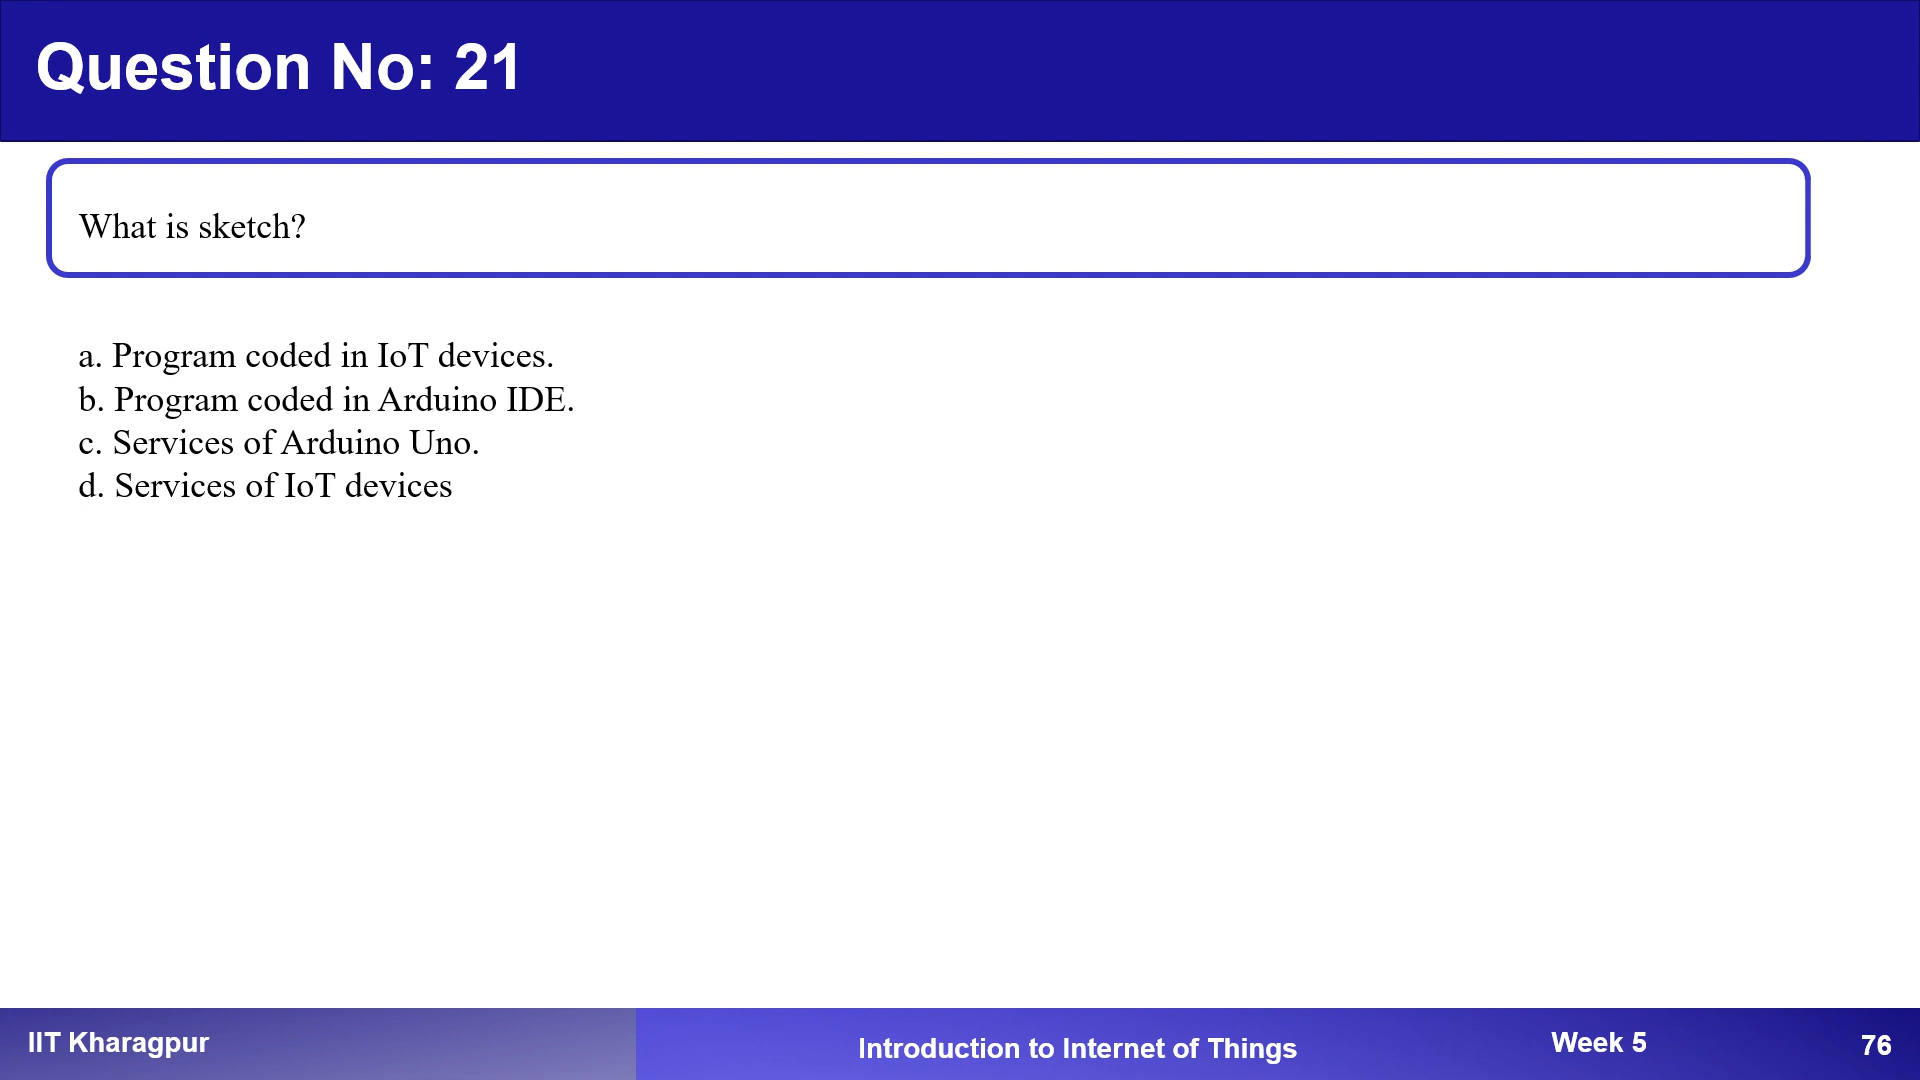 Question No: 21
What is sketch?
a. Program coded in IoT devices.
b. Program coded in Arduino IDE.
c. Services of Arduino Uno.
d. Services of IoT devices
IIT Kharagpur
Introduction to Internet of Things
Week 5
76